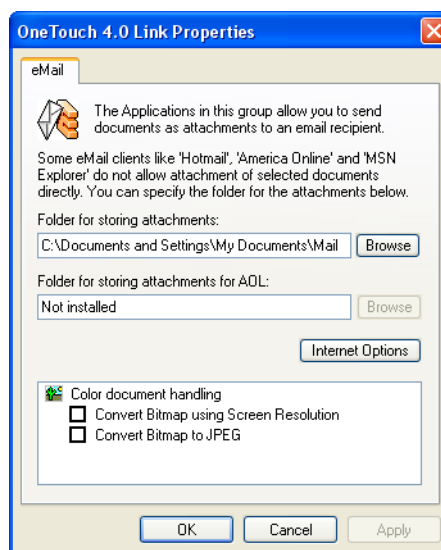 OneTouch 4.0 Link Properties
eMail
The Applications in this group allow you to send
documents as attachments to an email recipient.
Some eMail clients like 'Hotmail', 'America Online' and 'MSN
Explorer' do not allow attachment of selected documents
directly. You can specify the folder for the attachments below.
Folder for storing attachments:
C:\Documents and Settings\My Documents\Mail Browse
Folder for storing attachments for AOL:
Not installed Browse
Internet Options
Color document handling
Convert Bitmap using Screen Resolution
Convert Bitmap to JPEG
OK Cancel Apply